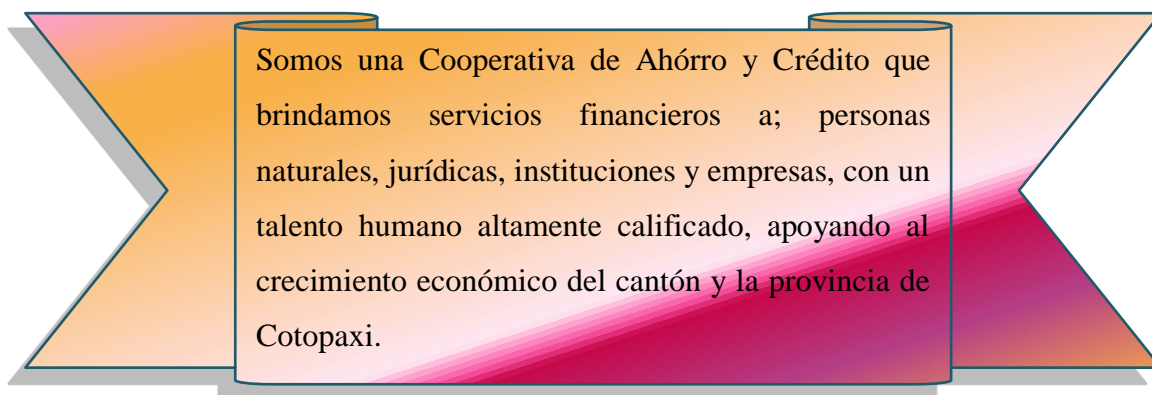 Somos una Cooperativa de Ahórro y Crédito que
brindamos servicios financieros a; personas
naturales, jurídicas, instituciones y empresas, con un
talento humano altamente calificado, apoyando al
crecimiento económico del cantón y la provincia de
Cotopaxi.